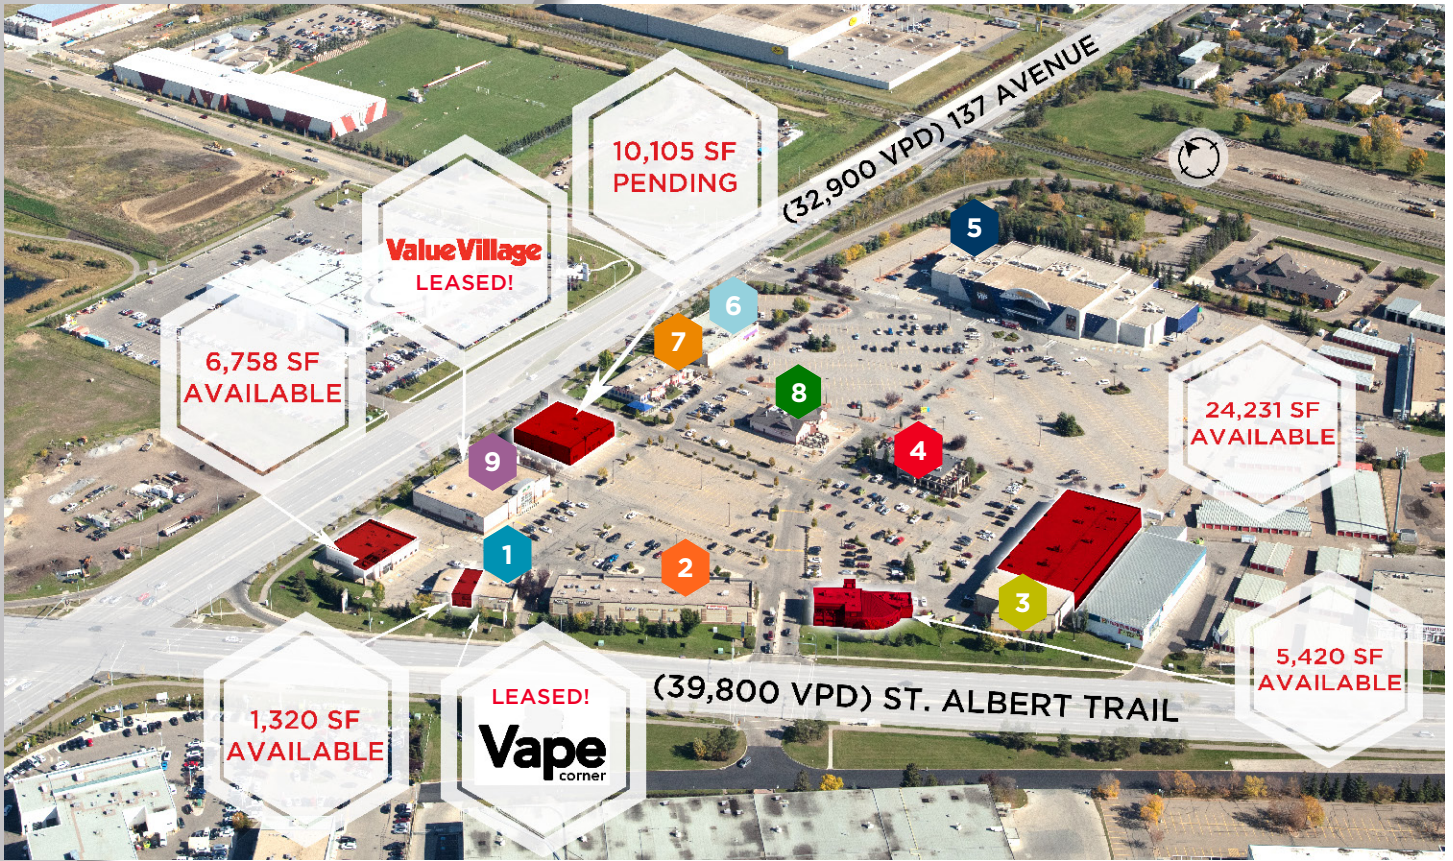 10,105 SF
PENDING
(32,900 VPD) 137 AVENUE
Value Village
LEASED!
5
6
7
6,758 SF
AVAILABLE
8
24,231 SF
AVAILABLE
4
9
1
2
3
5,420 SF
AVAILABLE
1,320 SF
AVAILABLE
LEASED!
Vape
corner
(39,800 VPD) ST. ALBERT TRAIL